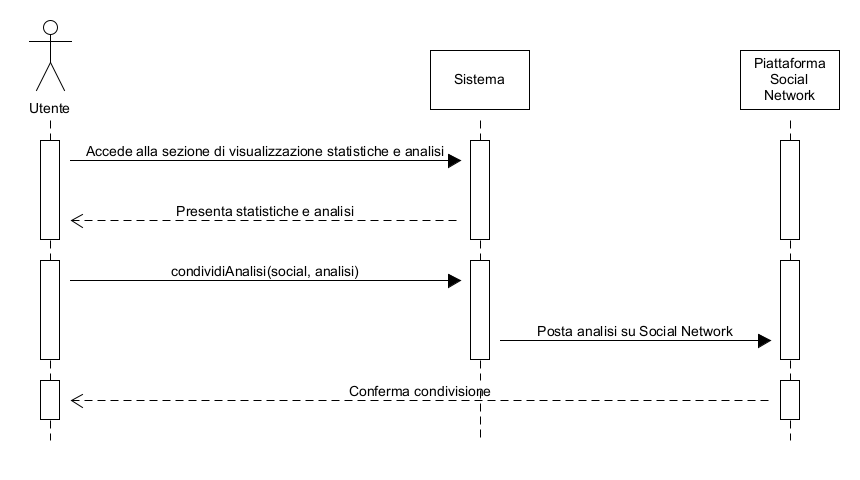 Utente
Sistema
Piattaforma
Social
Network
Accede alla sezione di visualizzazione statistiche e analisi
Presenta statistiche e analisi
condividiAnalisi(social, analisi)
Posta analisi su Social Network
Conferma condivisione